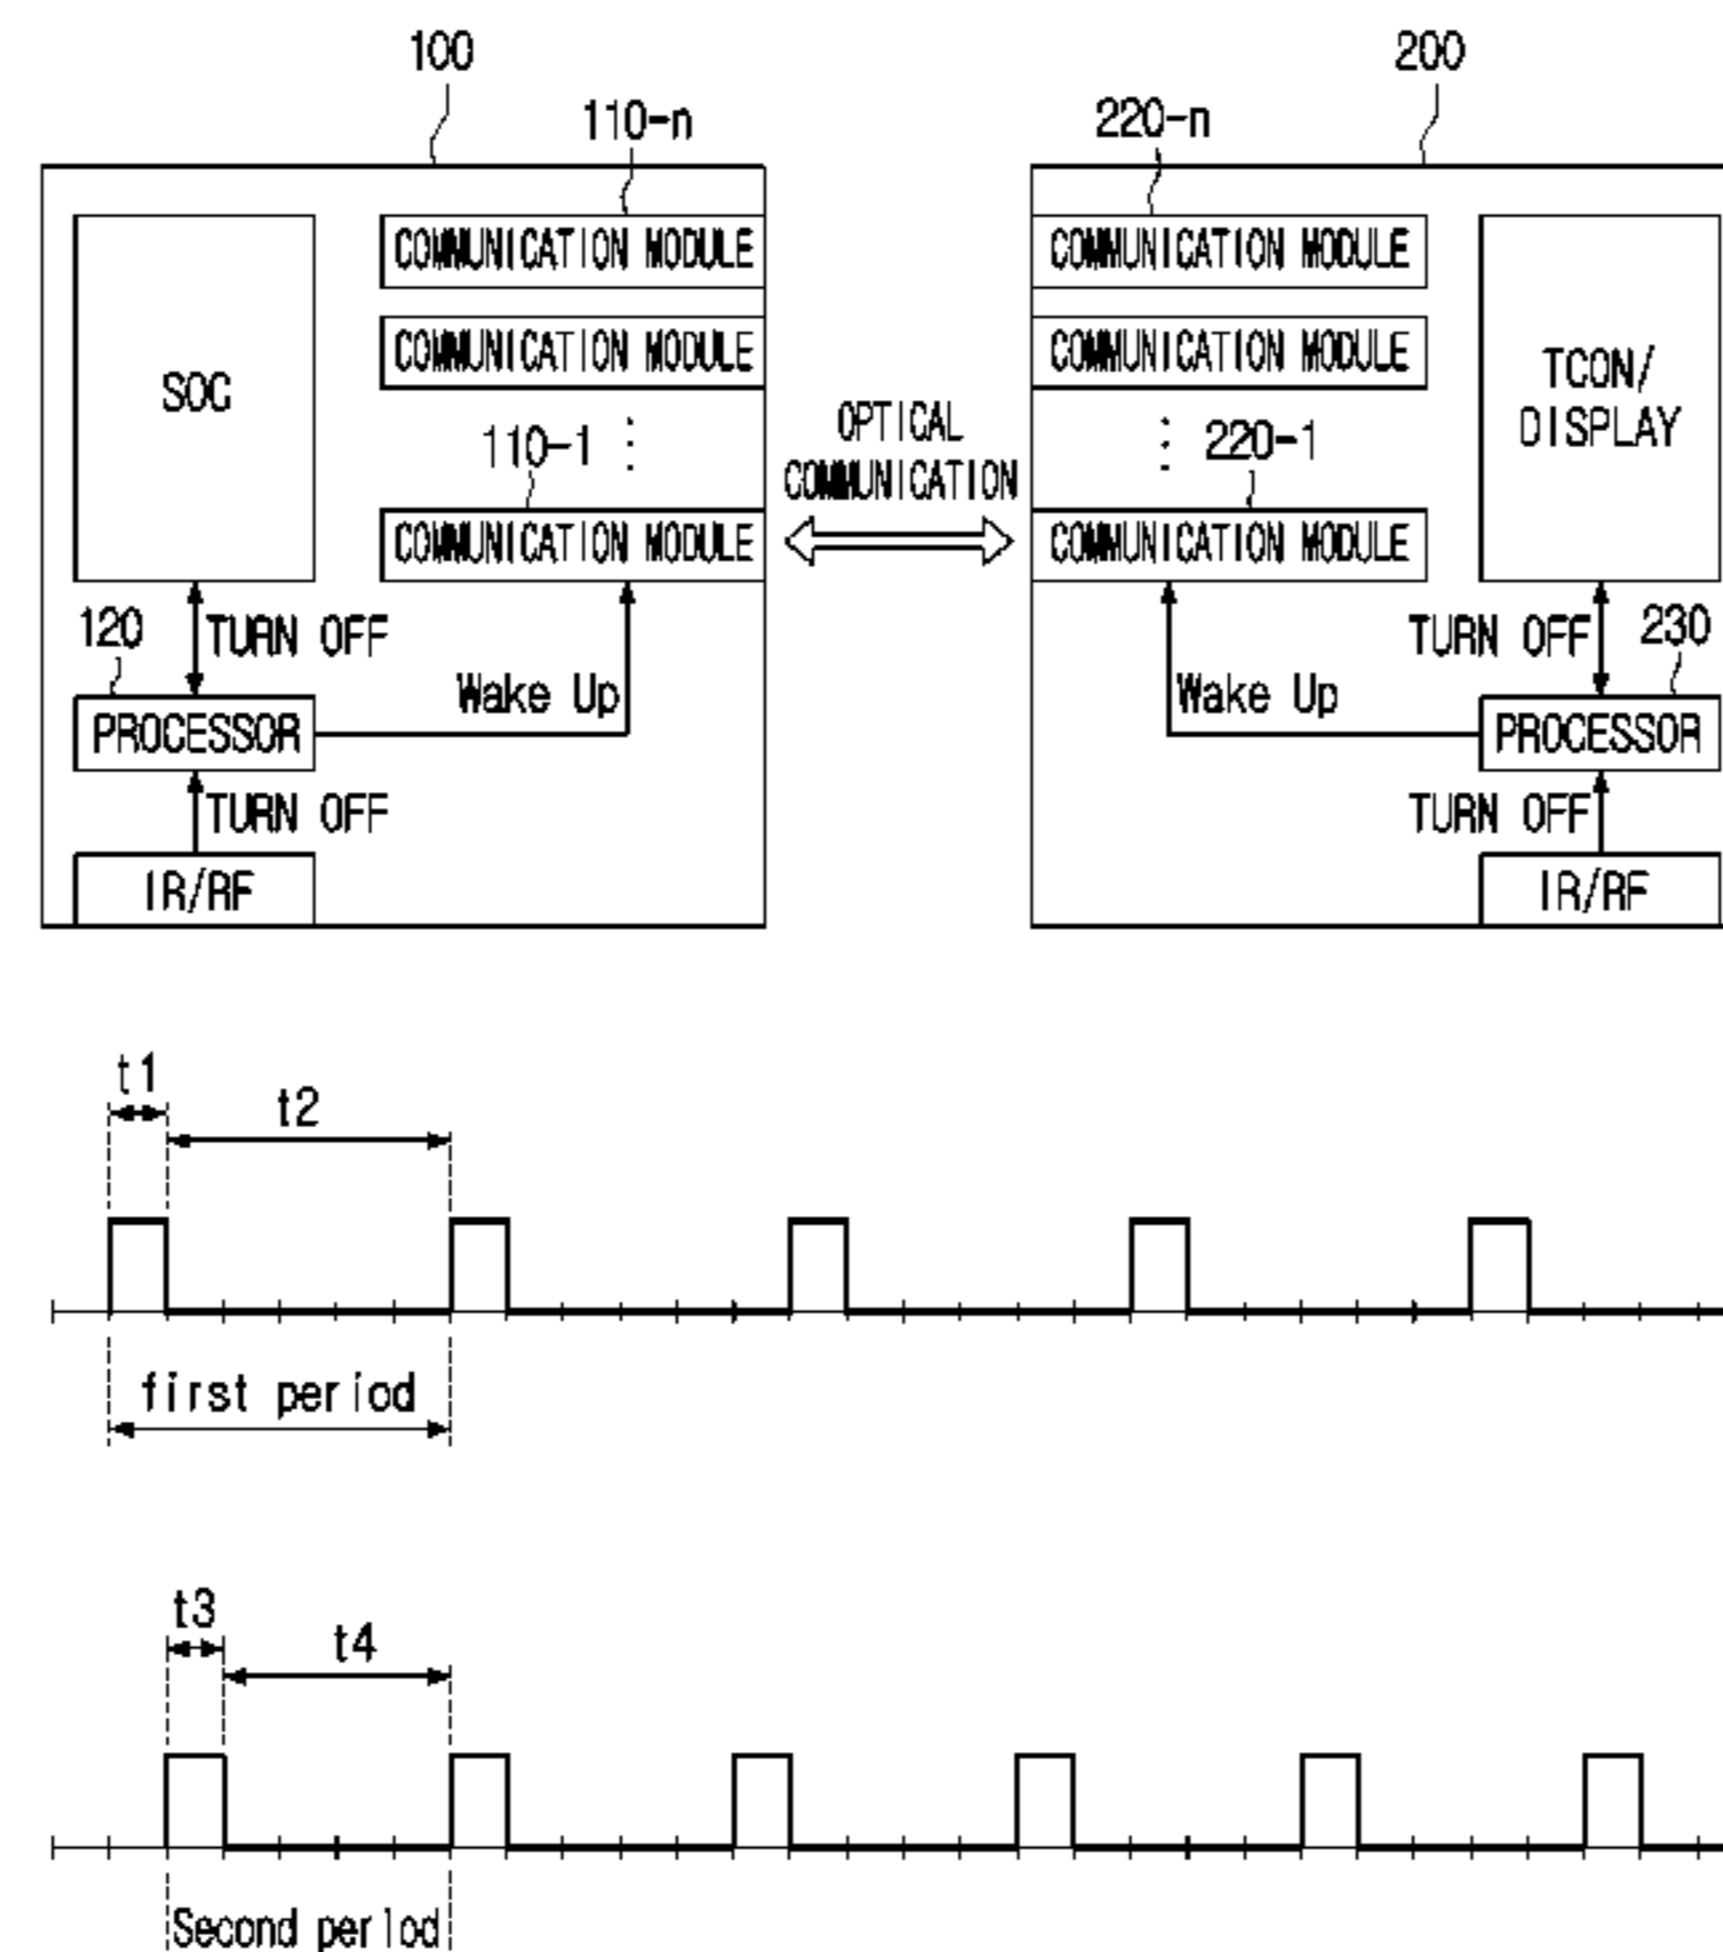 100
200
110-n
220-n
COMMUNICATION MODULE
COMMUNICATION MODULE
COMMUNICATION MODULE
COMMUNICATION MODULE
SOC
TCON/
DISPLAY
OPTICAL
COMMUNICATION
110-1
220-1
COMMUNICATION MODULE
COMMUNICATION MODULE
120
TURN OFF
TURN OFF
230
Wake Up
Wake Up
PROCESSOR
PROCESSOR
TURN OFF
TURN OFF
IR/RF
IR/RF
t1
t2
first period
t3
t4
Second period